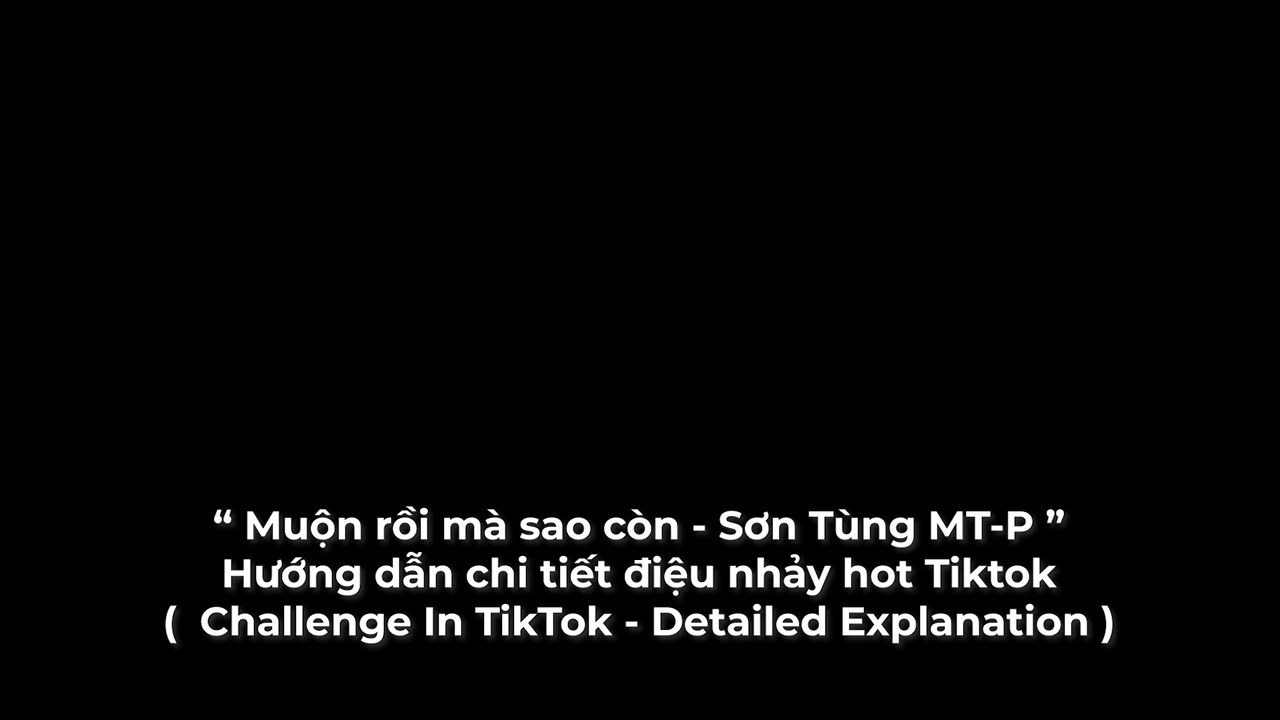 “ Muộn rồi mà sao còn - Sơn Tùng MT-P ”
Hướng dẫn chi tiết điệu nhảy hot Tiktok
( Challenge In TikTok - Detailed Explanation )